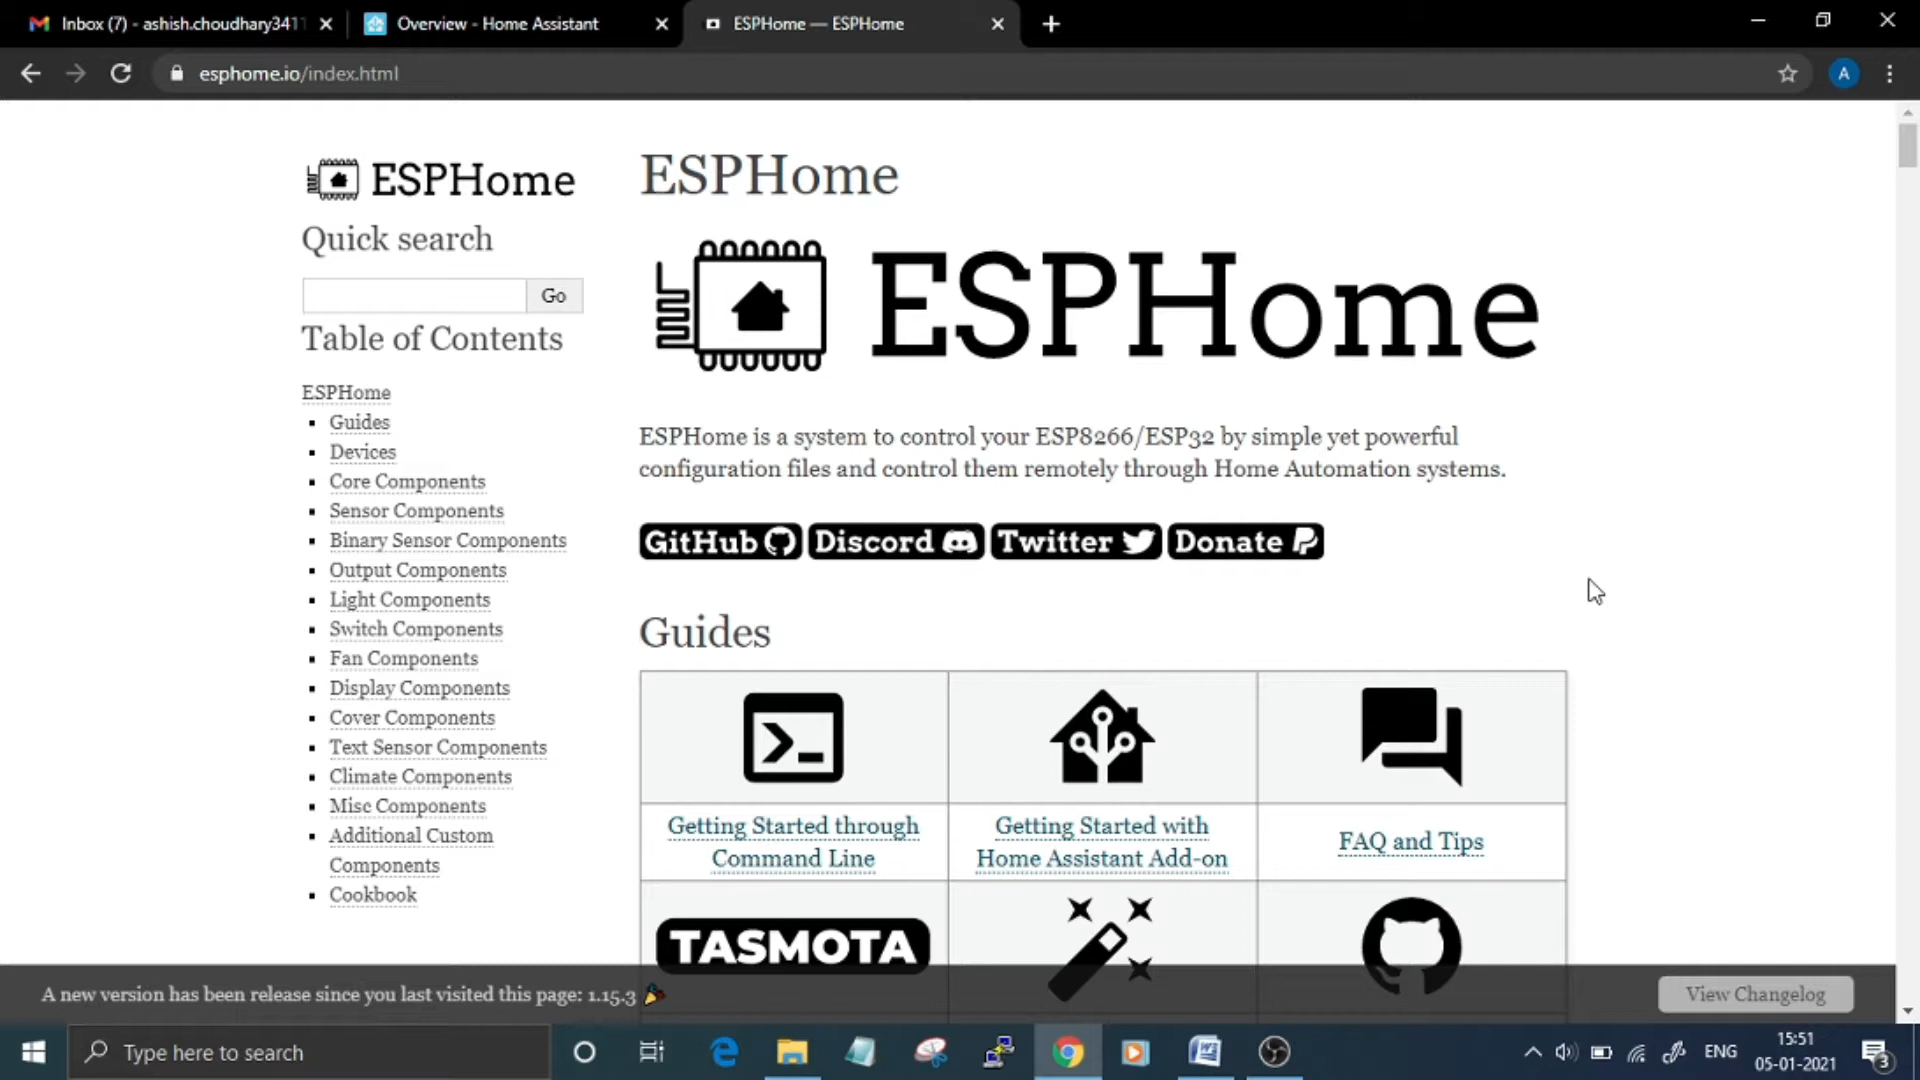 Inbox (7) - ashish.choudhary3411
Overview - Home Assistant
ESPHome — ESPHome
esphome.io/index.html
A
ESPHome
Quick search
Go
Table of Contents
ESPHome
Guides
Devices
Core Components
Sensor Components
Binary Sensor Components
Output Components
Light Components
Switch Components
Fan Components
Display Components
Cover Components
Text Sensor Components
Climate Components
Misc Components
Additional Custom
Components
Cookbook
ESPHome
ESPHome
ESPHome is a system to control your ESP8266/ESP32 by simple yet powerful
configuration files and control them remotely through Home Automation systems.
GitHub Discord Twitter Donate
Guides
Getting Started through
Command Line
Getting Started with
Home Assistant Add-on
FAQ and Tips
TASMOTA
A new version has been release since you last visited this page: 1.15.3
View Changelog
Type here to search
ENG
15:51
05-01-2021
3